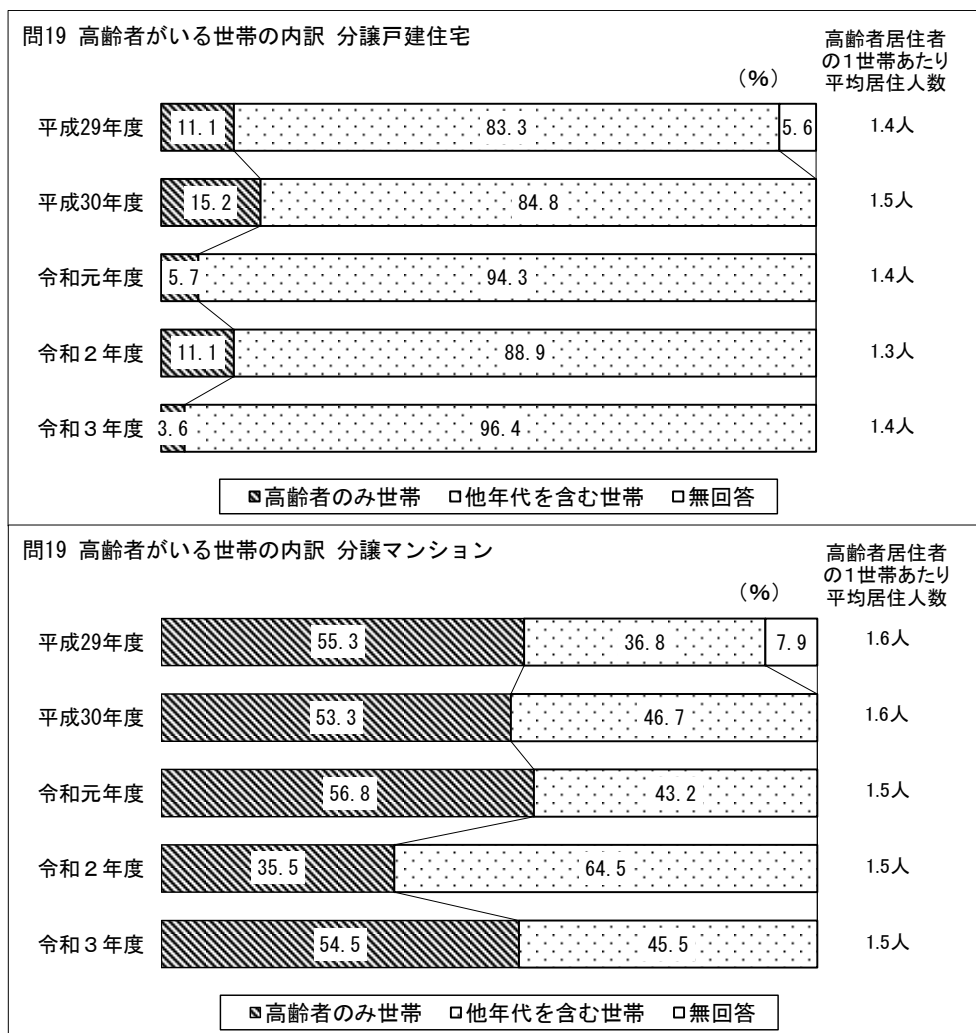 問19 高齢者がいる世帯の内訳 分譲戸建住宅
高齢者居住者
の1世帯あたり
平均居住人数
（％）
平成29年度 11.1 83.3 5.6 1.4人
平成30年度 15.2 84.8 1.5人
令和元年度 5.7 94.3 1.4人
令和２年度 11.1 88.9 1.3人
令和３年度 3.6 96.4 1.4人
高齢者のみ世帯 他年代を含む世帯 無回答
問19 高齢者がいる世帯の内訳 分譲マンション
高齢者居住者
の1世帯あたり
平均居住人数
（％）
平成29年度 55.3 36.8 7.9 1.6人
平成30年度 53.3 46.7 1.6人
令和元年度 56.8 43.2 1.5人
令和２年度 35.5 64.5 1.5人
令和３年度 54.5 45.5 1.5人
高齢者のみ世帯 他年代を含む世帯 無回答